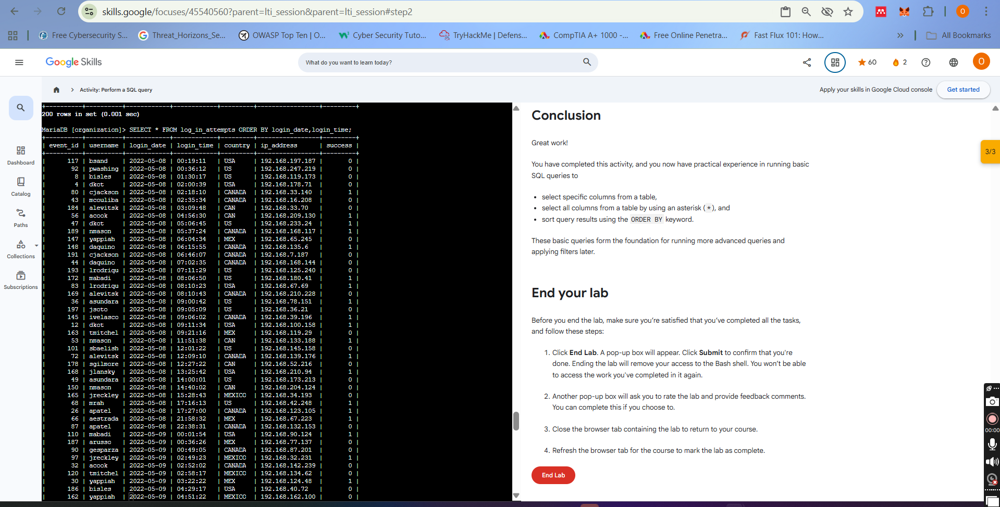 skills.google/focuses/45540560?parent=lti_session&parent=lti_session#step2
O
Free Cybersecurity S...
Threat_Horizons_Se...
OWASP Top Ten | O...
Cyber Security Tuto...
TryHackMe | Defens...
CompTIA A+ 1000 -...
Free Online Penetra...
Fast Flux 101: How...
»
All Bookmarks
Google Skills
What do you want to learn today?
60
2
O
Activity: Perform a SQL query
Apply your skills in Google Cloud console
Get started
Dashboard
Catalog
Paths
Collections
Subscriptions
200 rows in set (0.001 sec)
MariaDB [organization]> SELECT * FROM log_in_attempts ORDER BY login_date,login_time;
| event_id | username | login_date | login_time | country | ip_address | success |
| 117 | bsand | 2022-05-08 | 00:19:11 | USA | 192.168.197.187 | 0 |
| 92 | pwashing | 2022-05-08 | 00:36:12 | US | 192.168.247.219 | 0 |
| 8 | bisles | 2022-05-08 | 01:30:17 | US | 192.168.119.173 | 0 |
| 4 | dkot | 2022-05-08 | 02:00:39 | USA | 192.168.178.71 | 0 |
| 80 | cjackson | 2022-05-08 | 02:18:10 | CANADA | 192.168.33.140 | 1 |
| 43 | mcouliba | 2022-05-08 | 02:35:34 | CANADA | 192.168.16.208 | 0 |
| 184 | alevitsk | 2022-05-08 | 03:09:48 | CAN | 192.168.33.70 | 0 |
| 56 | acook | 2022-05-08 | 04:56:30 | CAN | 192.168.209.130 | 1 |
| 47 | dkot | 2022-05-08 | 05:06:45 | US | 192.168.233.24 | 1 |
| 189 | nmason | 2022-05-08 | 05:37:24 | CANADA | 192.168.168.117 | 1 |
| 147 | yappiah | 2022-05-08 | 06:04:34 | MEX | 192.168.65.245 | 0 |
| 148 | daquino | 2022-05-08 | 06:15:55 | CANADA | 192.168.135.6 | 1 |
| 191 | cjackson | 2022-05-08 | 06:46:07 | CANADA | 192.168.7.187 | 0 |
| 44 | daquino | 2022-05-08 | 07:02:35 | CANADA | 192.168.168.144 | 0 |
| 193 | lrodriqu | 2022-05-08 | 07:11:29 | US | 192.168.125.240 | 0 |
| 172 | mabadi | 2022-05-08 | 08:06:50 | US | 192.168.180.41 | 1 |
| 83 | lrodriqu | 2022-05-08 | 08:10:23 | USA | 192.168.67.69 | 1 |
| 169 | alevitsk | 2022-05-08 | 08:10:43 | CANADA | 192.168.210.228 | 0 |
| 36 | asundara | 2022-05-08 | 09:00:42 | US | 192.168.78.151 | 1 |
| 197 | jsoto | 2022-05-08 | 09:05:09 | US | 192.168.36.21 | 0 |
| 145 | ivelasco | 2022-05-08 | 09:06:02 | CANADA | 192.168.39.196 | 1 |
| 12 | dkot | 2022-05-08 | 09:11:34 | USA | 192.168.100.158 | 1 |
| 163 | tmitchel | 2022-05-08 | 09:21:16 | MEX | 192.168.119.29 | 0 |
| 53 | nmason | 2022-05-08 | 11:51:38 | CAN | 192.168.133.188 | 1 |
| 101 | sbaelish | 2022-05-08 | 12:01:22 | US | 192.168.145.158 | 0 |
| 72 | alevitsk | 2022-05-08 | 12:09:10 | CANADA | 192.168.139.176 | 1 |
| 178 | sgilmore | 2022-05-08 | 12:27:22 | CAN | 192.168.52.216 | 0 |
| 168 | jlansky | 2022-05-08 | 13:25:42 | USA | 192.168.210.94 | 1 |
| 49 | asundara | 2022-05-08 | 14:00:01 | US | 192.168.173.213 | 0 |
| 150 | nmason | 2022-05-08 | 14:40:02 | CAN | 192.168.204.124 | 0 |
| 165 | jreckley | 2022-05-08 | 15:28:43 | MEXICO | 192.168.34.193 | 0 |
| 68 | mrah | 2022-05-08 | 17:16:13 | US | 192.168.42.248 | 1 |
| 26 | apatel | 2022-05-08 | 17:27:00 | CANADA | 192.168.123.105 | 1 |
| 66 | aestrada | 2022-05-08 | 21:58:32 | MEX | 192.168.67.223 | 1 |
| 87 | apatel | 2022-05-08 | 22:38:31 | CANADA | 192.168.132.153 | 0 |
| 110 | mabadi | 2022-05-09 | 00:01:54 | USA | 192.168.90.124 | 1 |
| 187 | arusso | 2022-05-09 | 00:36:26 | MEX | 192.168.77.137 | 0 |
| 90 | gesparza | 2022-05-09 | 00:49:05 | CANADA | 192.168.87.201 | 0 |
| 97 | jreckley | 2022-05-09 | 02:49:23 | MEXICO | 192.168.32.231 | 1 |
| 32 | acook | 2022-05-09 | 02:52:02 | CANADA | 192.168.142.239 | 0 |
| 120 | tmitchel | 2022-05-09 | 02:58:17 | MEXICO | 192.168.134.62 | 0 |
| 30 | yappiah | 2022-05-09 | 03:22:22 | MEX | 192.168.124.48 | 1 |
| 186 | bisles | 2022-05-09 | 04:29:17 | USA | 192.168.40.72 | 0 |
| 162 | yappiah | 2022-05-09 | 04:51:22 | MEXICO | 192.168.162.100 | 0 |
Conclusion
Great work!
You have completed this activity, and you now have practical experience in running basic
SQL queries to
• select specific columns from a table,
• select all columns from a table by using an asterisk (*), and
• sort query results using the ORDER BY keyword.
These basic queries form the foundation for running more advanced queries and
applying filters later.
End your lab
Before you end the lab, make sure you’re satisfied that you’ve completed all the tasks,
and follow these steps:
1. Click End Lab. A pop-up box will appear. Click Submit to confirm that you're
done. Ending the lab will remove your access to the Bash shell. You won’t be able
to access the work you've completed in it again.
2. Another pop-up box will ask you to rate the lab and provide feedback comments.
You can complete this if you choose to.
3. Close the browser tab containing the lab to return to your course.
4. Refresh the browser tab for the course to mark the lab as complete.
End Lab
3/3
00:00